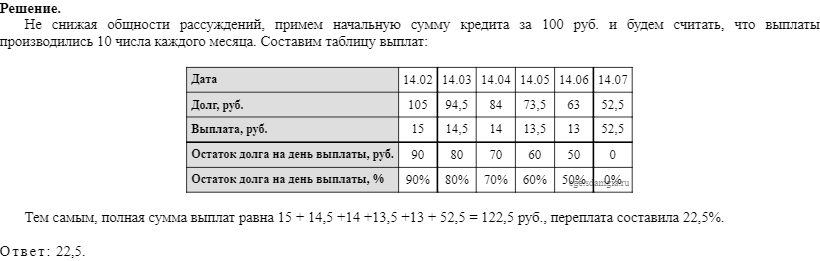 Решение.
Не снижая общности рассуждений, примем начальную сумму кредита за 100 руб. и будем считать, что выплаты
производились 10 числа каждого месяца. Составим таблицу выплат:
Дата 14.02 14.03 14.04 14.05 14.06 14.07
Долг, руб. 105 94,5 84 73,5 63 52,5
Выплата, руб. 15 14,5 14 13,5 13 52,5
Остаток долга на день выплаты, руб. 90 80 70 60 50 0
Остаток долга на день выплаты, % 90% 80% 70% 60% 50% 0%
Тем самым, полная сумма выплат равна 15 + 14,5 +14 +13,5 +13 + 52,5 = 122,5 руб., переплата составила 22,5%.
Ответ: 22,5.